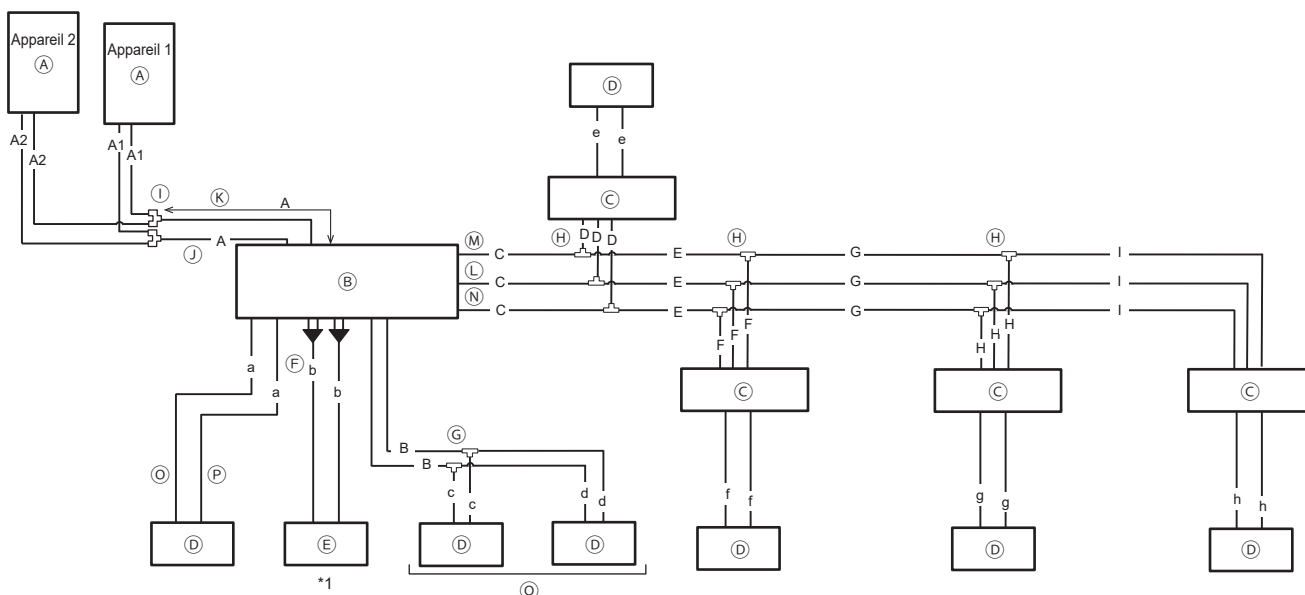 Appareil 2
Ⓐ
Appareil 1
Ⓐ
Ⓓ
A2
A2
A1
A1
e
e
Ⓘ
Ⓚ
A
Ⓒ
Ⓙ
A
Ⓜ
C
Ⓗ
D
D
D
E
Ⓗ
G
Ⓗ
I
Ⓛ
C
E
G
I
Ⓝ
C
E
G
I
Ⓑ
F
F
F
H
H
H
a
a
Ⓕ
b
b
Ⓒ
Ⓒ
Ⓒ
B
Ⓖ
B
Ⓞ
Ⓟ
c
c
d
d
f
f
g
g
h
h
Ⓓ
Ⓔ
Ⓓ
Ⓓ
Ⓓ
Ⓓ
Ⓓ
*1